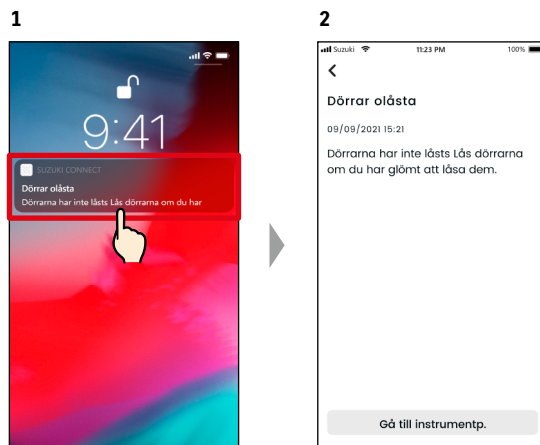 1
9:41
SUZUKI CONNECT
Dörrar olåsta
Dörrarna har inte låsts Lås dörrarna om du har
2
Suzuki 11:23 PM 100%
Dörrar olåsta
09/09/2021 15:21
Dörrarna har inte låsts Lås dörrarna
om du har glömt att låsa dem.
Gå till instrumentp.